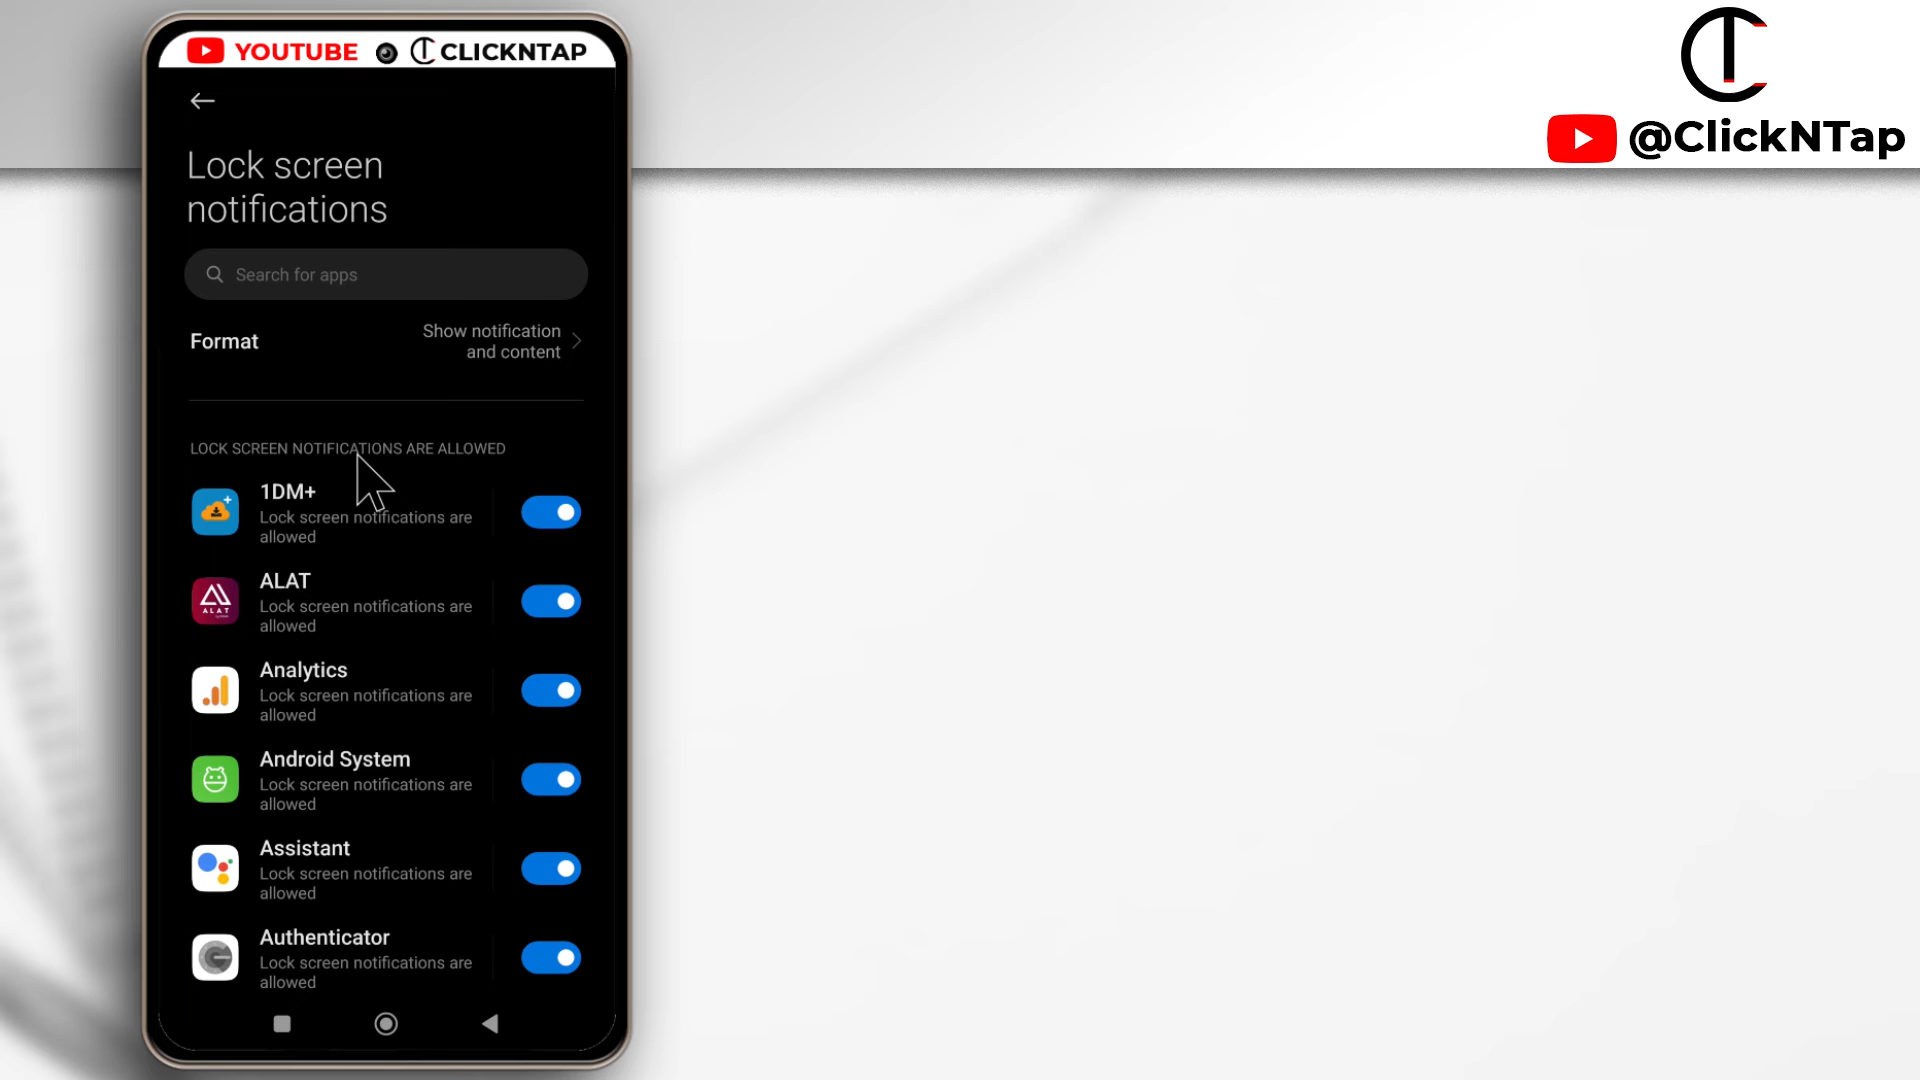 YOUTUBE CLICKNTAP
@ClickNTap
Lock screen
notifications
Search for apps
Format
Show notification
and content
LOCK SCREEN NOTIFICATIONS ARE ALLOWED
1DM+
Lock screen notifications are
allowed
ALAT
ALAT
Lock screen notifications are
allowed
Analytics
Lock screen notifications are
allowed
Android System
Lock screen notifications are
allowed
Assistant
Lock screen notifications are
allowed
Authenticator
Lock screen notifications are
allowed